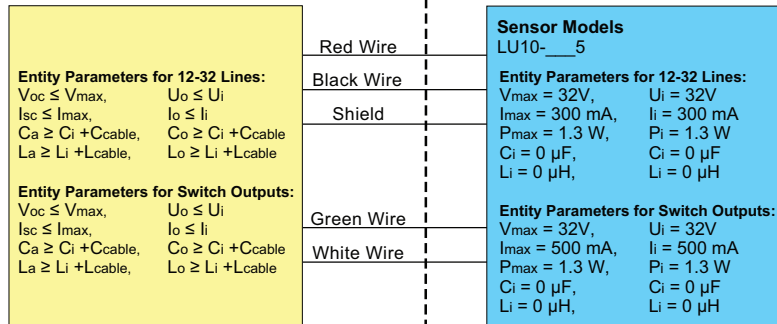 Entity Parameters for 12-32 Lines:
Voc ≤ Vmax, Uo ≤ Ui
Isc ≤ Imax, Io ≤ Ii
Ca ≥ Ci +Ccable, Co ≥ Ci +Ccable
La ≥ Li +Lcable, Lo ≥ Li +Lcable
Entity Parameters for Switch Outputs:
Voc ≤ Vmax, Uo ≤ Ui
Isc ≤ Imax, Io ≤ Ii
Ca ≥ Ci +Ccable, Co ≥ Ci +Ccable
La ≥ Li +Lcable, Lo ≥ Li +Lcable
Red Wire
Black Wire
Shield
Green Wire
White Wire
Sensor Models
LU10-___5
Entity Parameters for 12-32 Lines:
Vmax = 32V, Ui = 32V
Imax = 300 mA, Ii = 300 mA
Pmax = 1.3 W, Pi = 1.3 W
Ci = 0 µF, Ci = 0 µF
Li = 0 µH, Li = 0 µH
Entity Parameters for Switch Outputs:
Vmax = 32V, Ui = 32V
Imax = 500 mA, Ii = 500 mA
Pmax = 1.3 W, Pi = 1.3 W
Ci = 0 µF, Ci = 0 µF
Li = 0 µH, Li = 0 µH